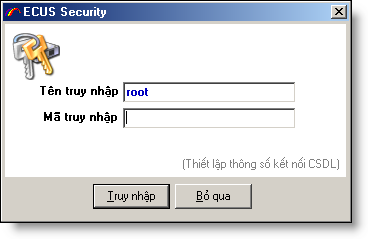 ECUS Security
Tên truy nhập root
Mã truy nhập
(Thiết lập thông số kết nối CSDL)
Truy nhập Bỏ qua